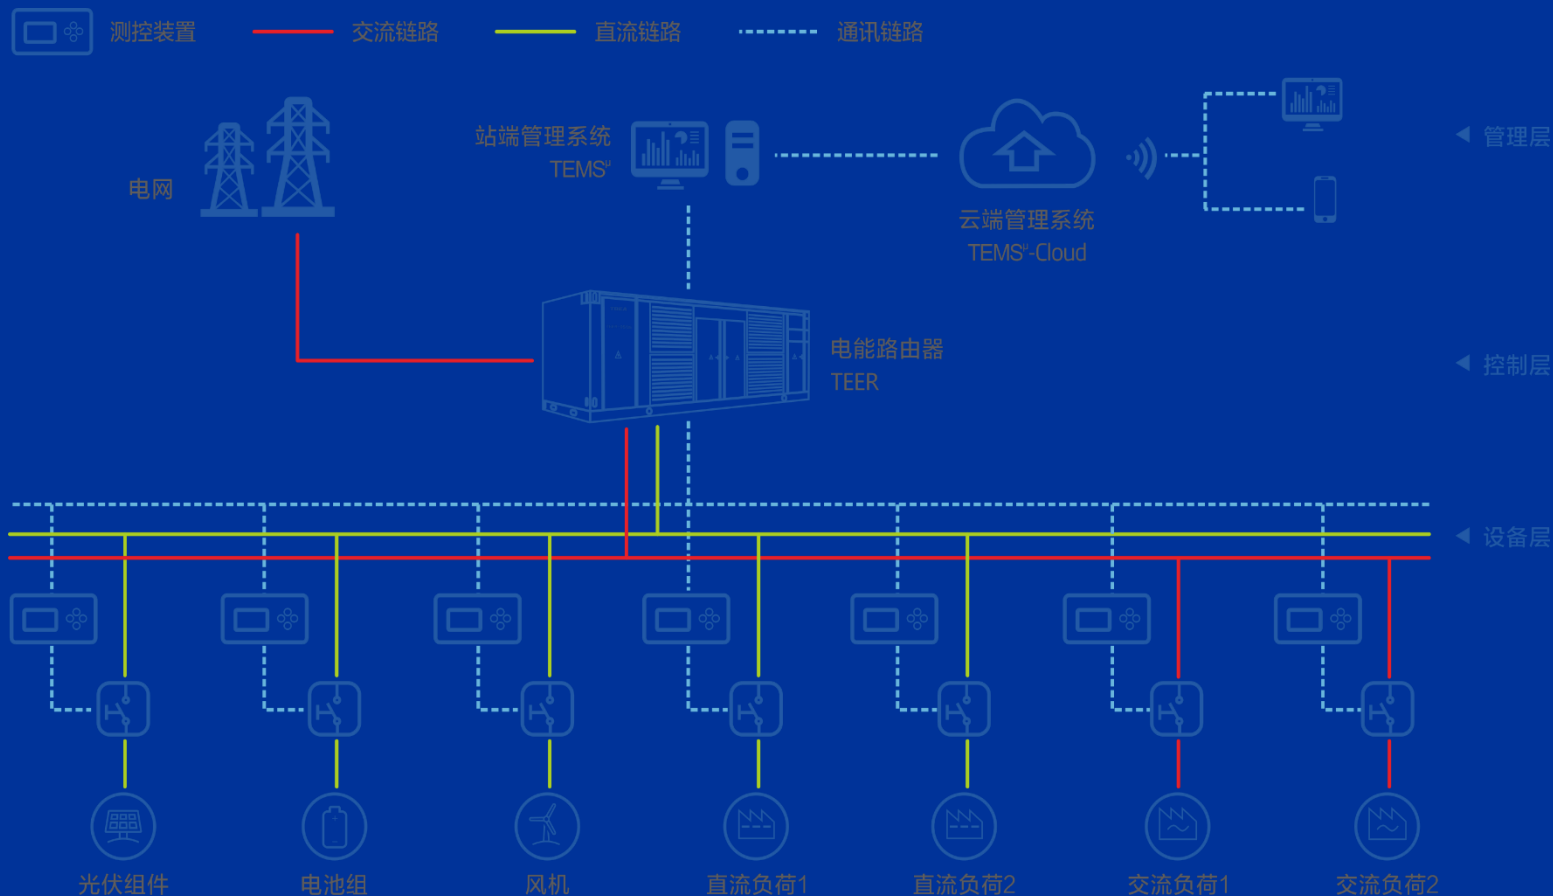 测控装置
交流链路
直流链路
通讯链路
站端管理系统
TEMSμ
电网
云端管理系统
TEMSμ-Cloud
管理层
电能路由器
TEER
控制层
设备层
光伏组件
电池组
风机
直流负荷1
直流负荷2
交流负荷1
交流负荷2